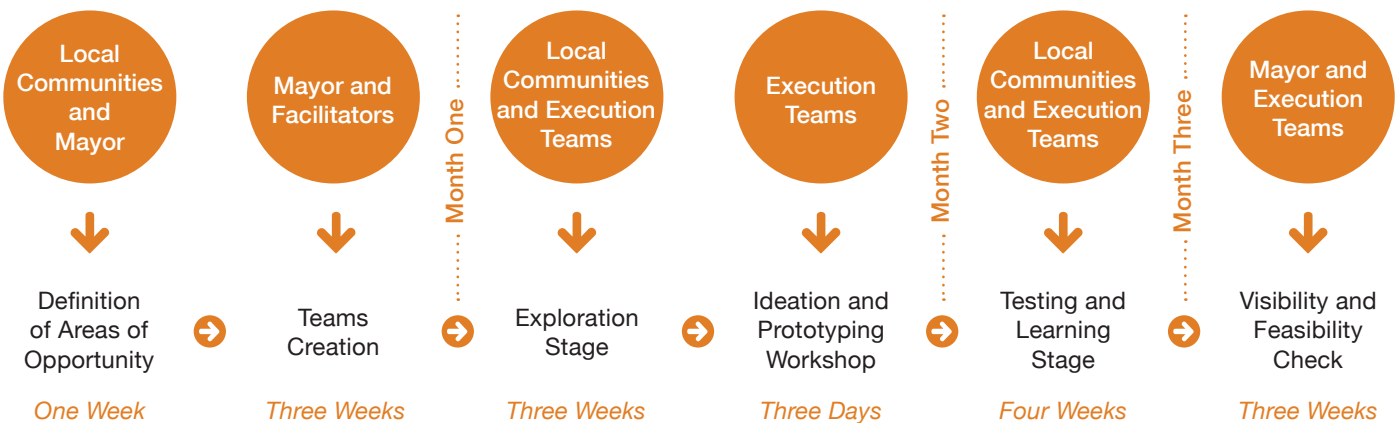 Local
Communities
and
Mayor
Mayor and
Facilitators
Month One
Local
Communities
and Execution
Teams
Execution
Teams
Month Two
Local
Communities
and Execution
Teams
Month Three
Mayor and
Execution
Teams
Definition
of Areas of
Opportunity
Teams
Creation
Exploration
Stage
Ideation and
Prototyping
Workshop
Testing and
Learning
Stage
Visibility and
Feasibility
Check
One Week
Three Weeks
Three Weeks
Three Days
Four Weeks
Three Weeks